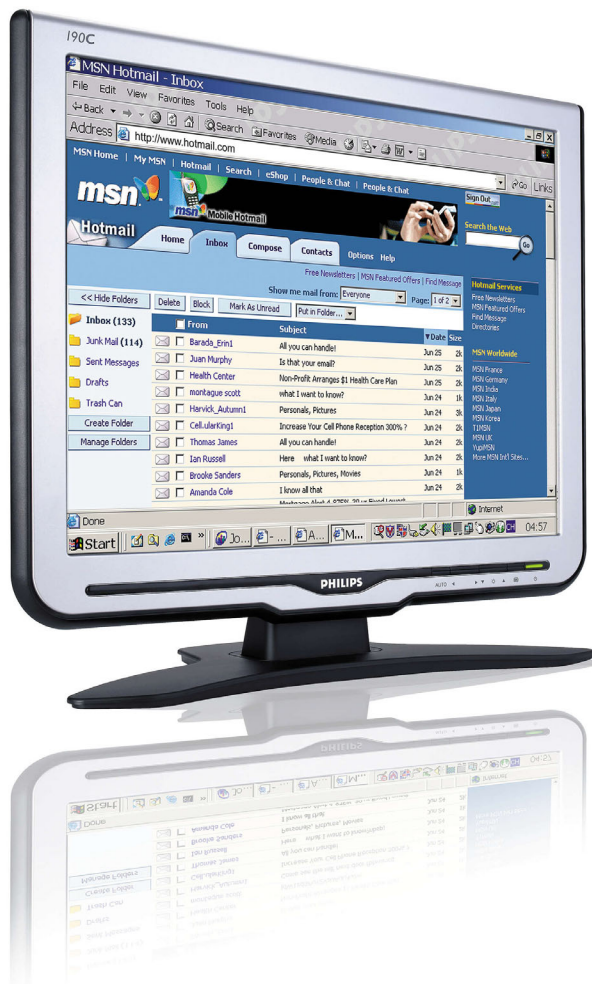 190C
MSN Hotmail - Inbox
File Edit View Favorites Tools Help
Back Search Favorites Media
Address http://www.hotmail.com Go Links
MSN Home | My MSN | Hotmail | Search | eShop | People & Chat | People & Chat
Sign Out
msn
msn Mobile Hotmail
Search the Web
Go
Hotmail
Home Inbox Compose Contacts Options Help
Free Newsletters | MSN Featured Offers | Find Message
Show me mail from: Everyone Page: 1 of 2
<< Hide Folders Delete Block Mark As Unread Put in Folder...
From Subject Date Size
Inbox (133)
Junk Mail (114)
Sent Messages
Drafts
Trash Can
Create Folder
Manage Folders
Barada_Erin1 All you can handle! Jun 25 2k
Juan Murphy Is that your email? Jun 25 2k
Health Center Non-Profit Arranges $1 Health Care Plan Jun 25 2k
montague scott what I want to know? Jun 24 1k
Harvick_Autumn1 Personals, Pictures Jun 24 3k
Cell.ularKing1 Increase Your Cell Phone Reception 300% ? Jun 24 2k
Thomas James All you can handle! Jun 24 2k
Ian Russell Here what I want to know? Jun 24 2k
Brooke Sanders Personals, Pictures, Movies Jun 24 1k
Amanda Cole I know all that Jun 24 2k
Hotmail Services
Free Newsletters
MSN Featured Offers
Find Message
Directories
MSN Worldwide
MSN France
MSN Germany
MSN India
MSN Italy
MSN Japan
MSN Korea
T1MSN
MSN UK
YupiMSN
More MSN Int'l Sites...
Done Internet
Start Jo... - ... A... M... 04:57
PHILIPS
AUTO